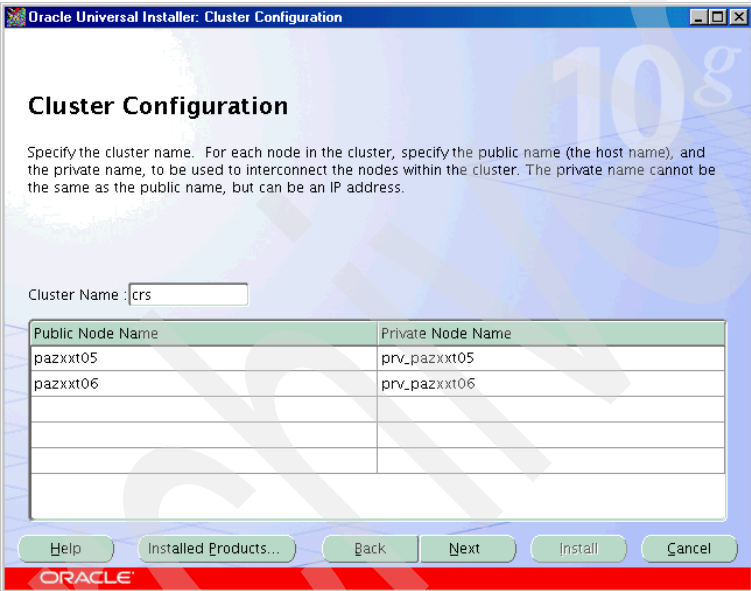 Oracle Universal Installer: Cluster Configuration
10g
Cluster Configuration
Specify the cluster name. For each node in the cluster, specify the public name (the host name), and
the private name, to be used to interconnect the nodes within the cluster. The private name cannot be
the same as the public name, but can be an IP address.
Cluster Name : crs
Public Node Name Private Node Name
pazxxt05 prv_pazxxt05
pazxxt06 prv_pazxxt06
Help Installed Products... Back Next Install Cancel
ORACLE